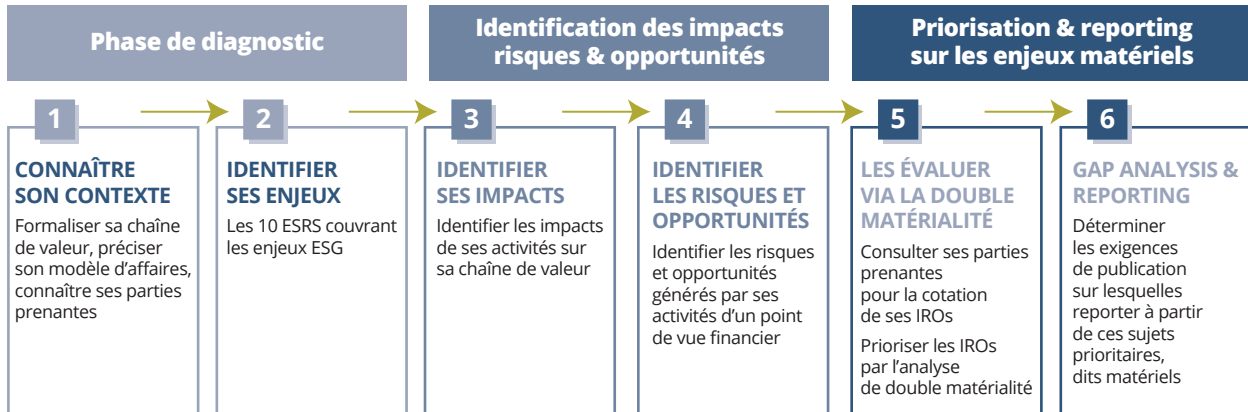 Phase de diagnostic
Identification des impacts
risques & opportunités
Priorisation & reporting
sur les enjeux matériels
1
CONNAÎTRE
SON CONTEXTE
Formaliser sa chaîne
de valeur, préciser
son modèle d’affaires,
connaître ses parties
prenantes
2
IDENTIFIER
SES ENJEUX
Les 10 ESRS couvrant
les enjeux ESG
3
IDENTIFIER
SES IMPACTS
Identifier les impacts
de ses activités sur
sa chaîne de valeur
4
IDENTIFIER
LES RISQUES ET
OPPORTUNITÉS
Identifier les risques
et opportunités
générés par ses
activités d’un point
de vue financier
5
LES ÉVALUER
VIA LA DOUBLE
MATÉRIALITÉ
Consulter ses parties
prenantes
pour la cotation
de ses IROs
Prioriser les IROs
par l’analyse
de double matérialité
6
GAP ANALYSIS &
REPORTING
Déterminer
les exigences
de publication
sur lesquelles
reporter à partir
de ces sujets
prioritaires,
dits matériels